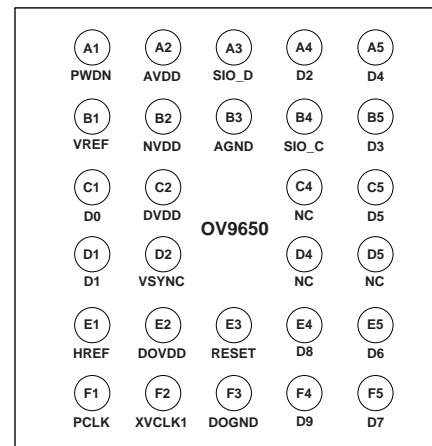 A1 A2 A3 A4 A5
PWDN AVDD SIO_D D2 D4
B1 B2 B3 B4 B5
VREF NVDD AGND SIO_C D3
C1 C2 C4 C5
D0 DVDD NC D5
OV9650
D1 D2 D4 D5
D1 VSYNC NC NC
E1 E2 E3 E4 E5
HREF DOVDD RESET D8 D6
F1 F2 F3 F4 F5
PCLK XVCLK1 DOGND D9 D7